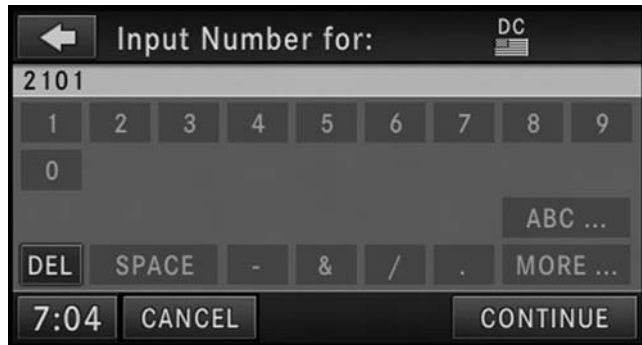 Input Number for: DC
2101
1 2 3 4 5 6 7 8 9
0
ABC ...
DEL SPACE - & / . MORE ...
7:04 CANCEL CONTINUE